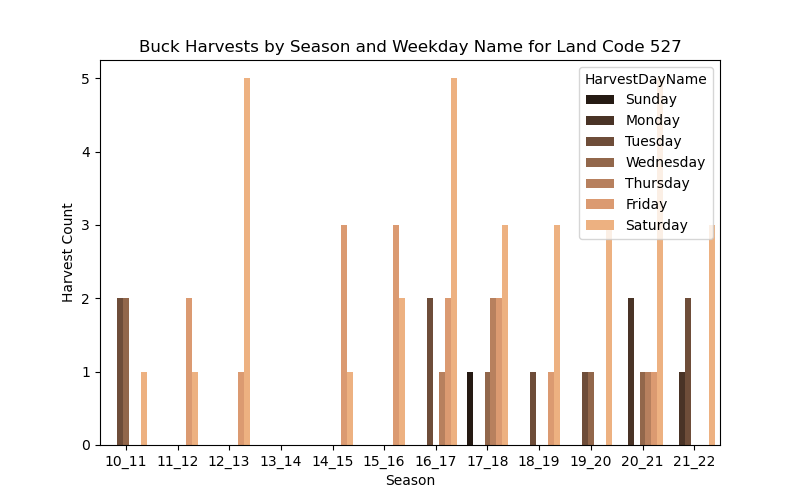 Buck Harvests by Season and Weekday Name for Land Code 527
5
4
3
2
1
0
Harvest Count
HarvestDayName
Sunday
Monday
Tuesday
Wednesday
Thursday
Friday
Saturday
10_11 11_12 12_13 13_14 14_15 15_16 16_17 17_18 18_19 19_20 20_21 21_22
Season